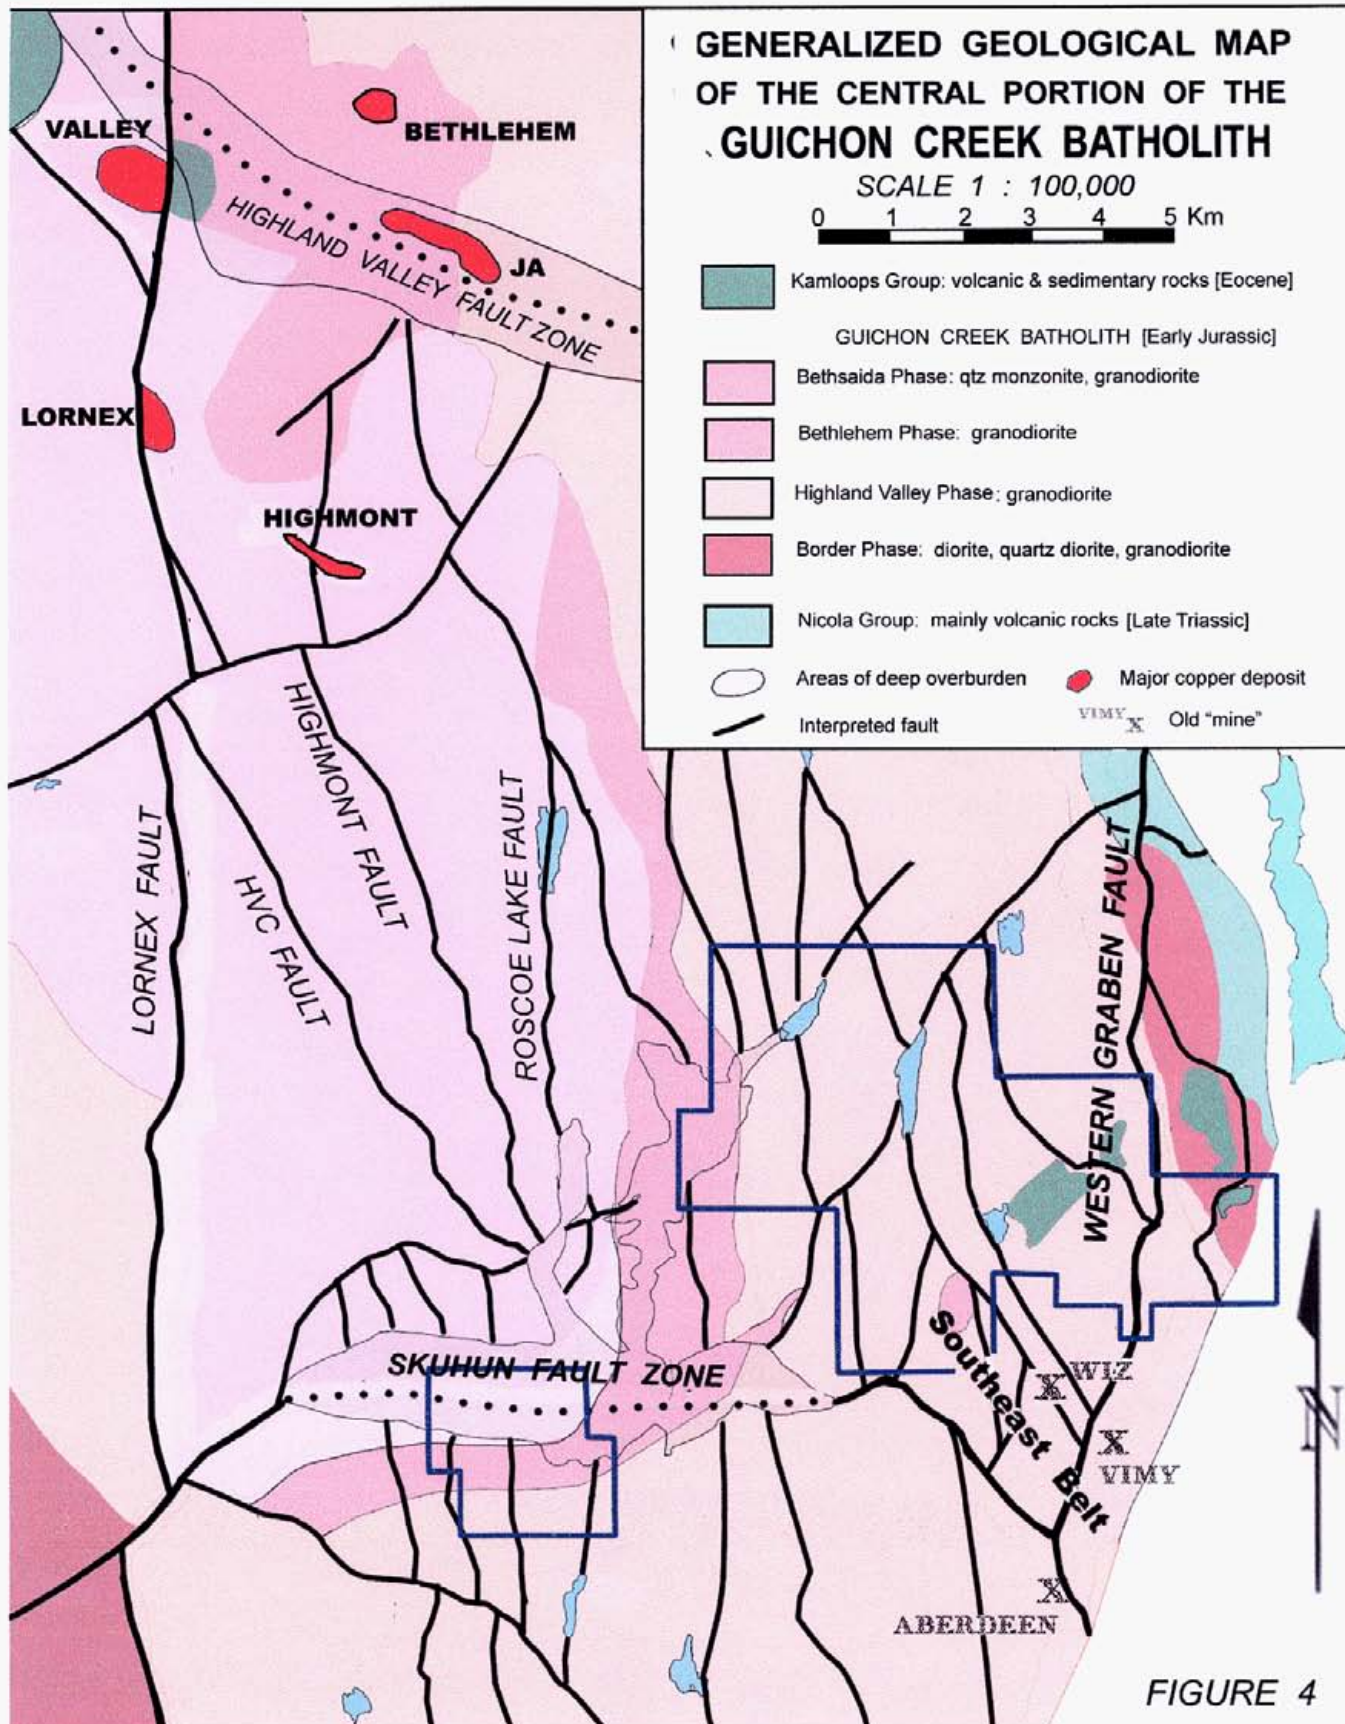 GENERALIZED GEOLOGICAL MAP
OF THE CENTRAL PORTION OF THE
GUICHON CREEK BATHOLITH
SCALE 1 : 100,000
0 1 2 3 4 5 Km
Kamloops Group: volcanic & sedimentary rocks [Eocene]
GUICHON CREEK BATHOLITH [Early Jurassic]
Bethsaida Phase: qtz monzonite, granodiorite
Bethlehem Phase: granodiorite
Highland Valley Phase: granodiorite
Border Phase: diorite, quartz diorite, granodiorite
Nicola Group: mainly volcanic rocks [Late Triassic]
Areas of deep overburden
Major copper deposit
Interpreted fault
VIMY X
Old "mine"
VALLEY
BETHLEHEM
HIGHLAND VALLEY FAULT ZONE
JA
LORNEX
HIGHMONT
LORNEX FAULT
HVC FAULT
HIGHMONT FAULT
ROSCOE LAKE FAULT
WESTERN GRABEN FAULT
SKUHUN FAULT ZONE
Southeast Belt
X WIZ
X
VIMY
X
ABERDEEN
N
FIGURE 4